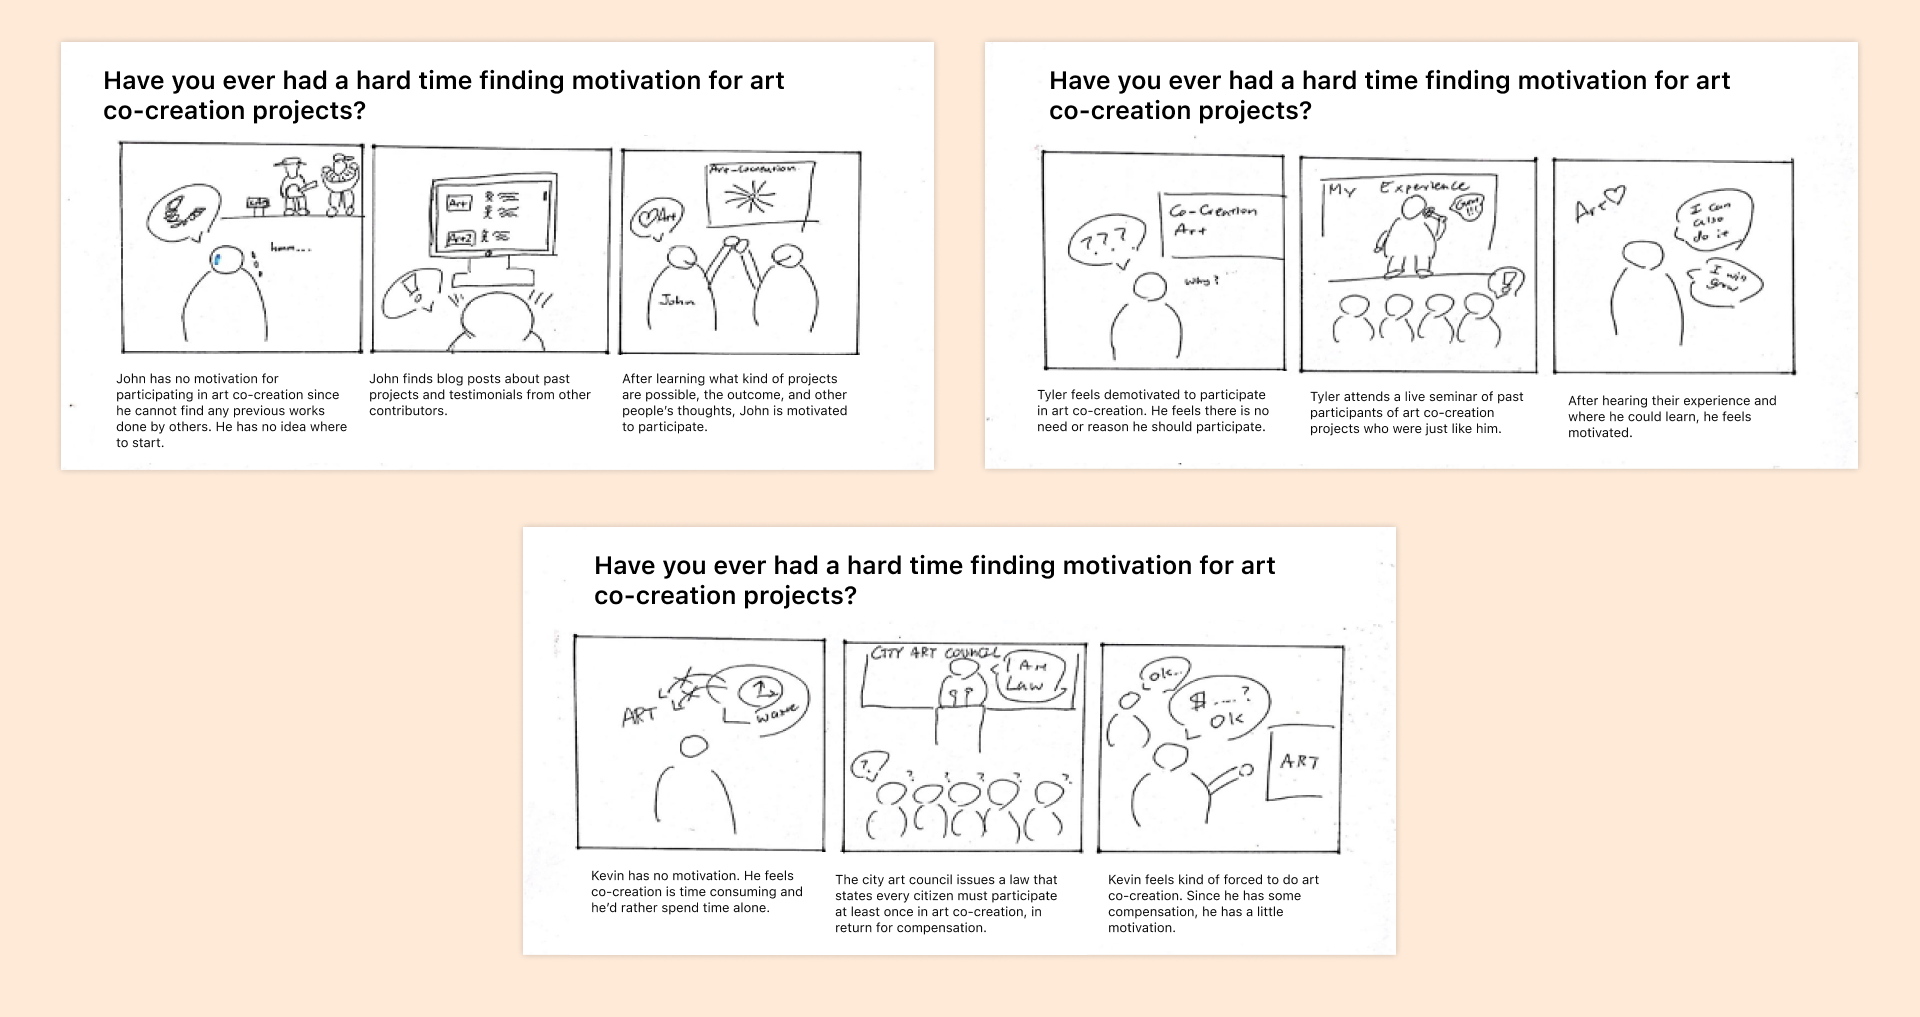 Have you ever had a hard time finding motivation for art
co-creation projects?
hmm...
Art
Art2
Art-Cocreation
♡Art
John
John has no motivation for
participating in art co-creation since
he cannot find any previous works
done by others. He has no idea where
to start.
John finds blog posts about past
projects and testimonials from other
contributors.
After learning what kind of projects
are possible, the outcome, and other
people's thoughts, John is motivated
to participate.
Have you ever had a hard time finding motivation for art
co-creation projects?
? ? ? ?
Co-Creation
Art
Why?
My Experience
!
Art♡
I can
also
do it
I will
grow
Tyler feels demotivated to participate
in art co-creation. He feels there is no
need or reason he should participate.
Tyler attends a live seminar of past
participants of art co-creation
projects who were just like him.
After hearing their experience and
where he could learn, he feels
motivated.
Have you ever had a hard time finding motivation for art
co-creation projects?
ART
CITY ART COUNCIL
I Am
Law
?
? ? ? ? ?
Ok..
$ ....?
Ok
ART
Kevin has no motivation. He feels
co-creation is time consuming and
he'd rather spend time alone.
The city art council issues a law that
states every citizen must participate
at least once in art co-creation, in
return for compensation.
Kevin feels kind of forced to do art
co-creation. Since he has some
compensation, he has a little
motivation.